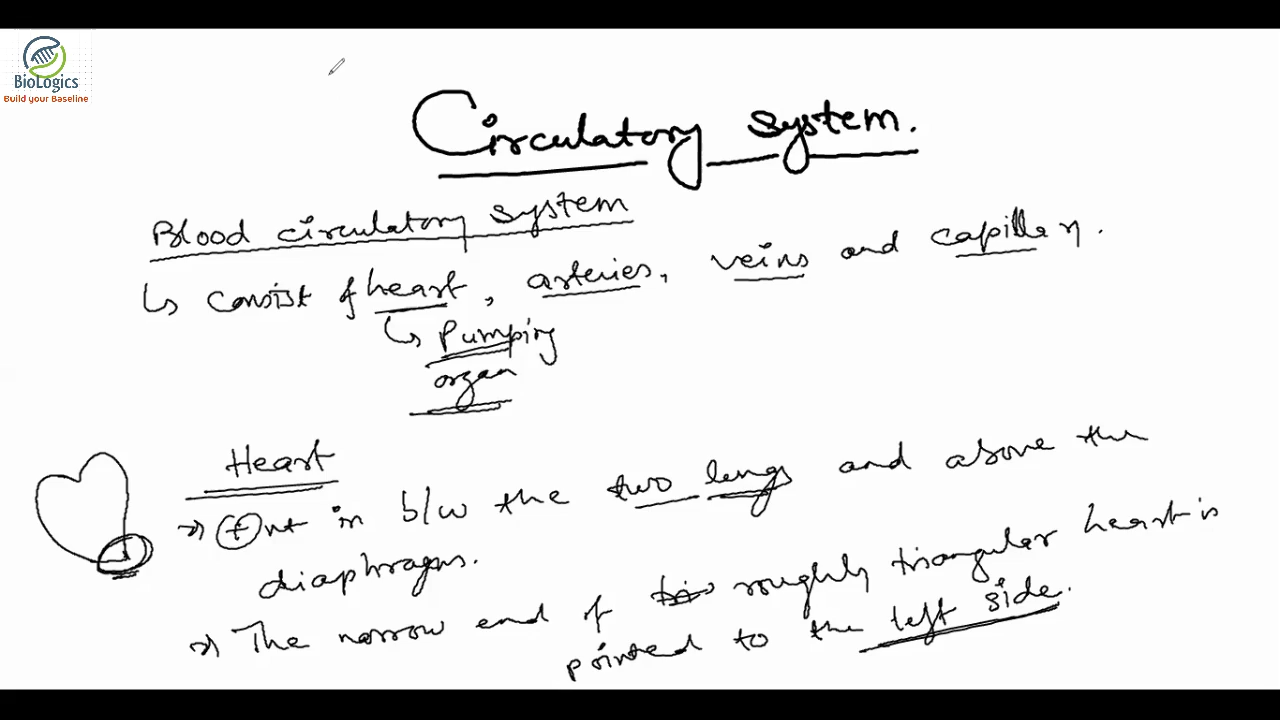 BioLogics
Build your Baseline
Circulatory system.
Blood circulatory system
↳ consist of heart, arteries, veins and capillary.
↳ Pumping
organ
Heart
→ ⊕nt in b/w the two lungs and above the
diaphragm.
→ The narrow end of roughly triangular heart is
pointed to the left side.